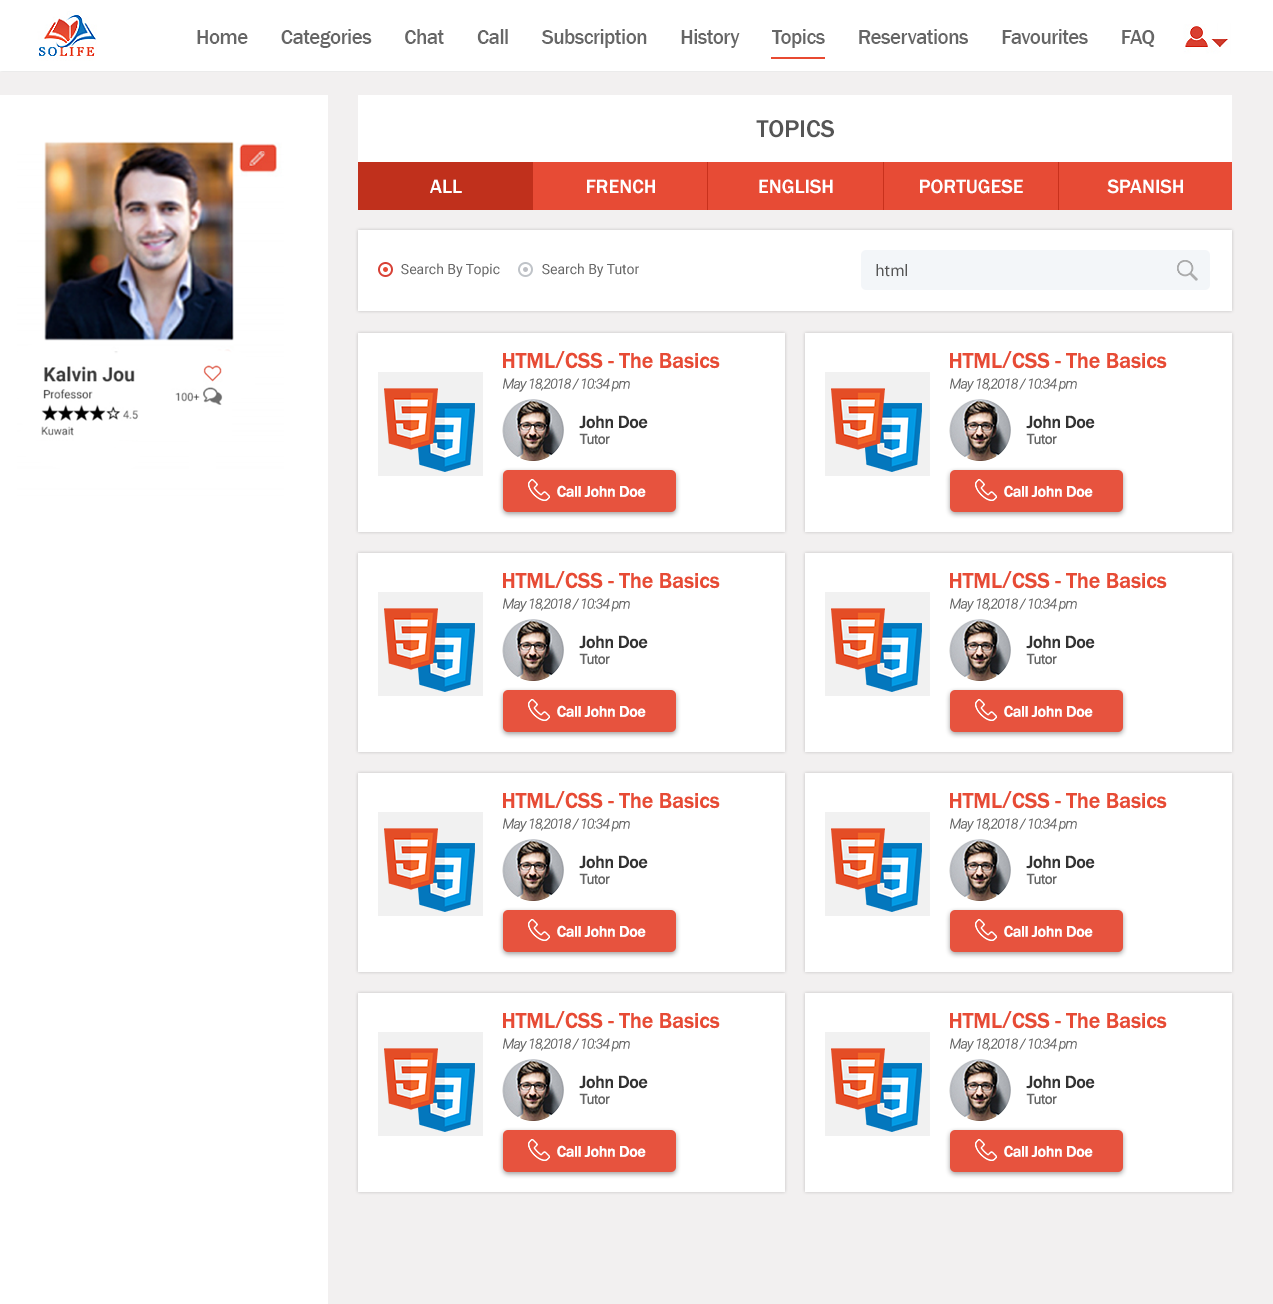 SOLIFE
Home Categories Chat Call Subscription History Topics Reservations Favourites FAQ
Kalvin Jou
Professor
100+
4.5
Kuwait
TOPICS
ALL FRENCH ENGLISH PORTUGESE SPANISH
Search By Topic Search By Tutor html
HTML/CSS - The Basics
May 18,2018 / 10:34 pm
John Doe
Tutor
Call John Doe
HTML/CSS - The Basics
May 18,2018 / 10:34 pm
John Doe
Tutor
Call John Doe
HTML/CSS - The Basics
May 18,2018 / 10:34 pm
John Doe
Tutor
Call John Doe
HTML/CSS - The Basics
May 18,2018 / 10:34 pm
John Doe
Tutor
Call John Doe
HTML/CSS - The Basics
May 18,2018 / 10:34 pm
John Doe
Tutor
Call John Doe
HTML/CSS - The Basics
May 18,2018 / 10:34 pm
John Doe
Tutor
Call John Doe
HTML/CSS - The Basics
May 18,2018 / 10:34 pm
John Doe
Tutor
Call John Doe
HTML/CSS - The Basics
May 18,2018 / 10:34 pm
John Doe
Tutor
Call John Doe